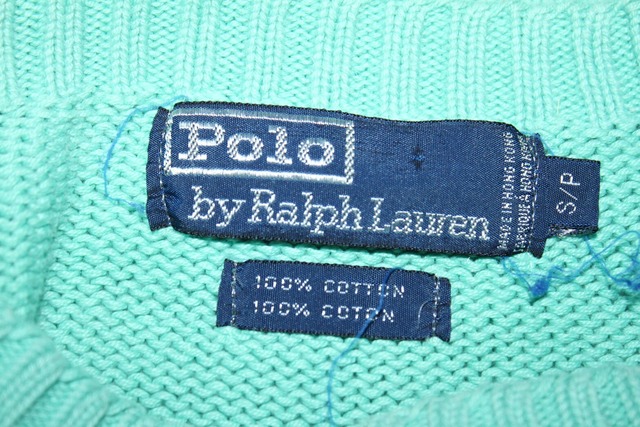 Polo
by Ralph Lauren
MADE IN HONG KONG
FABRIQUÉ À HONG KONG
S/P
100% COTTON
100% COTON